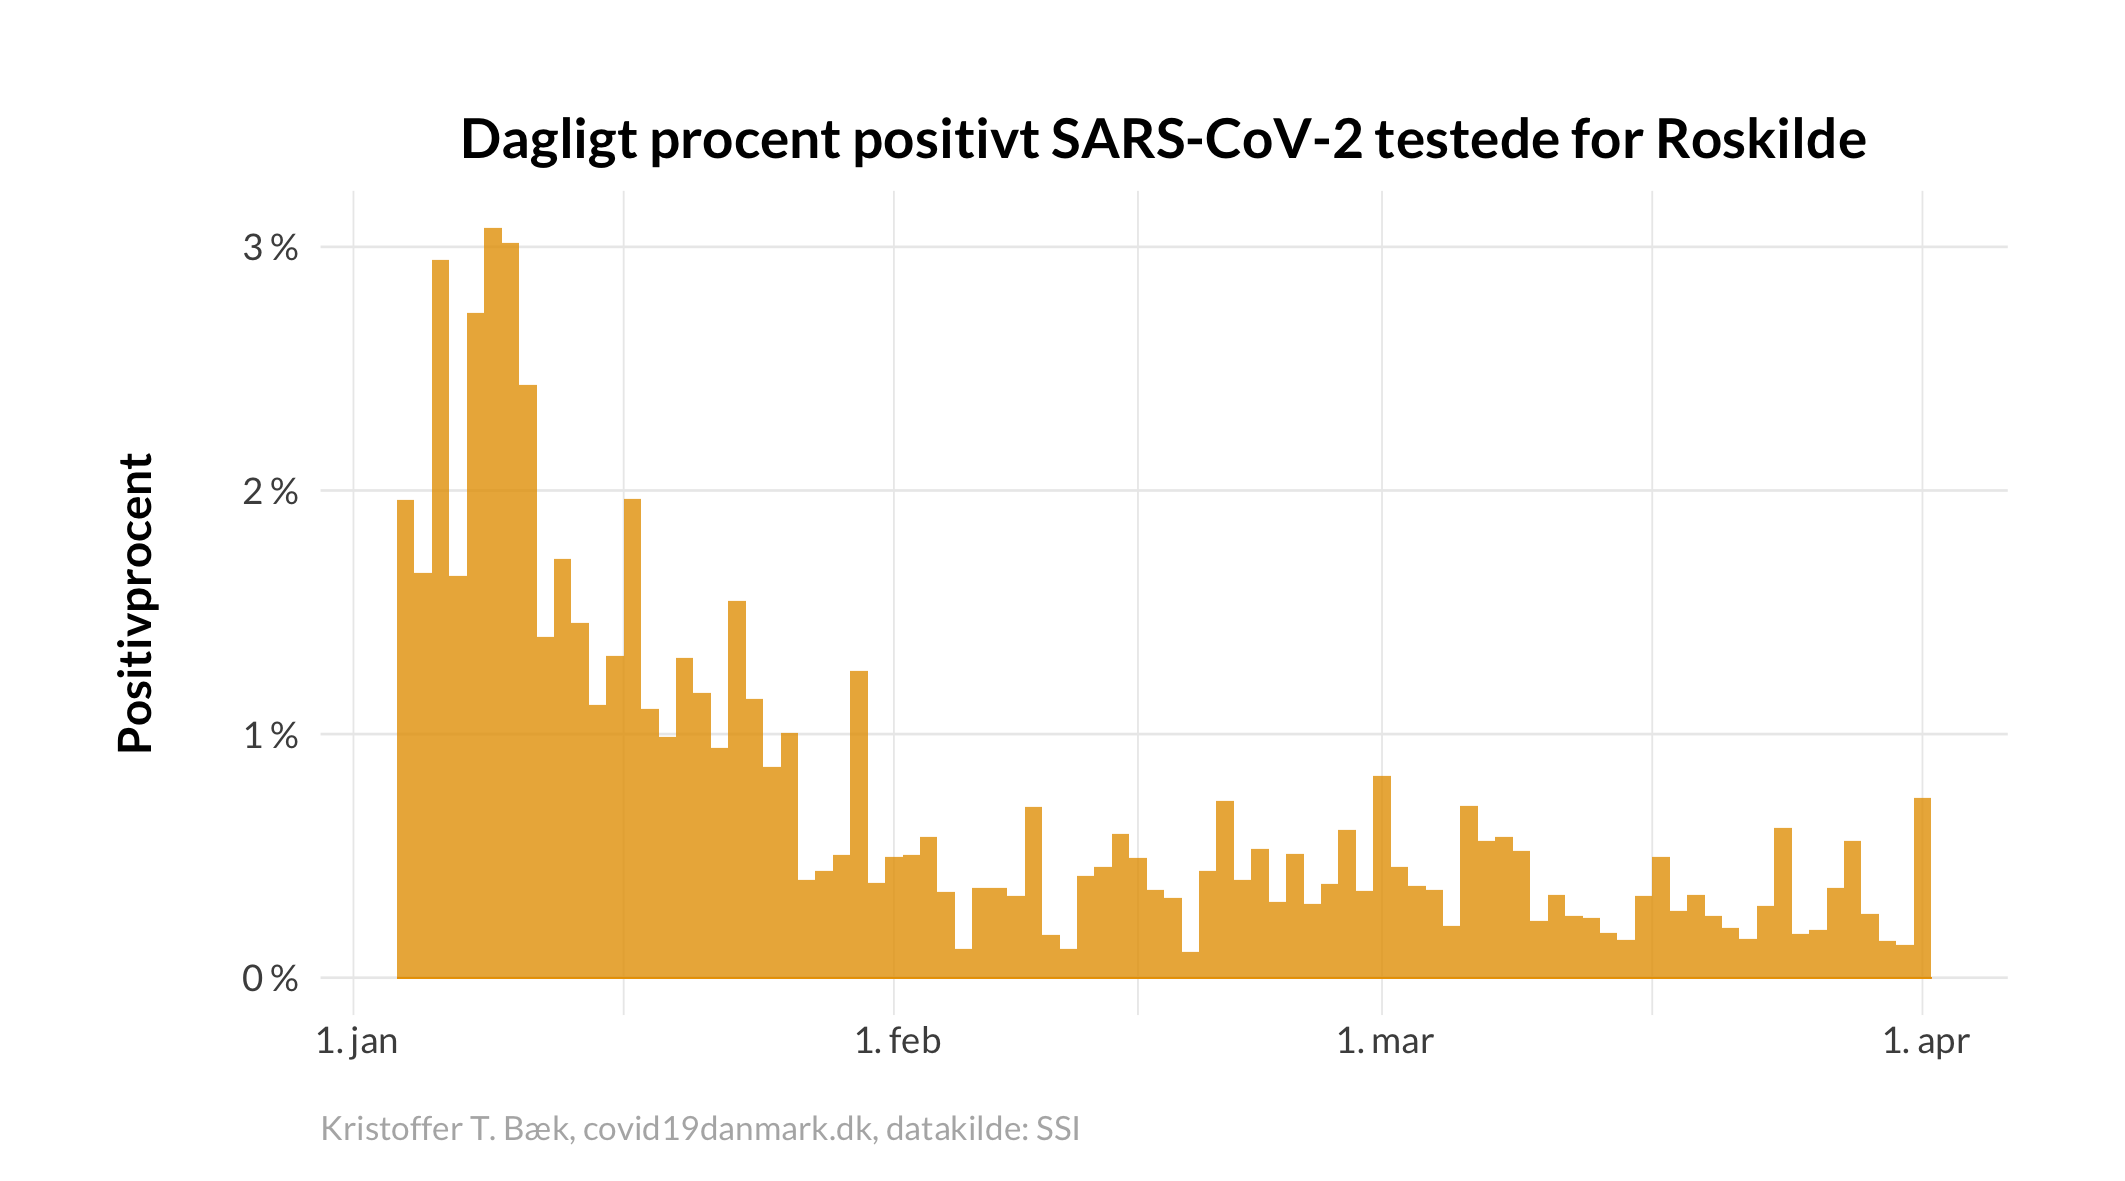 Dagligt procent positivt SARS-CoV-2 testede for Roskilde
Positivprocent
3 %
2 %
1 %
0 %
1. jan
1. feb
1. mar
1. apr
Kristoffer T. Bæk, covid19danmark.dk, datakilde: SSI